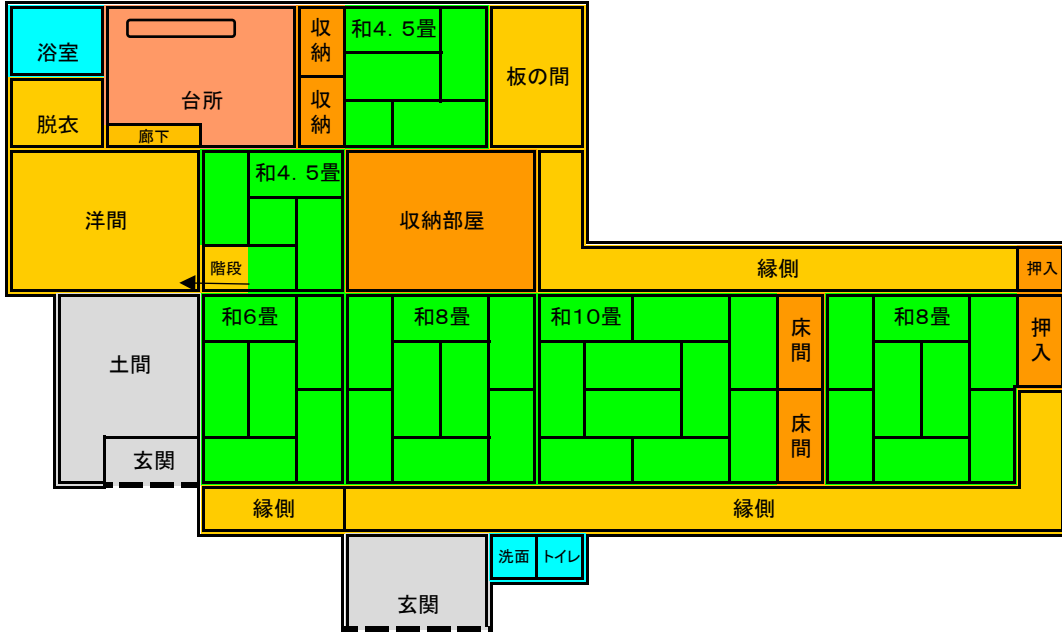 浴室
台所
収納
収納
和4．5畳
板の間
脱衣
廊下
洋間
和4．5畳
収納部屋
階段
縁側
押入
土間
玄関
和6畳
和8畳
和10畳
床間
床間
和8畳
押入
縁側
縁側
玄関
洗面
トイレ